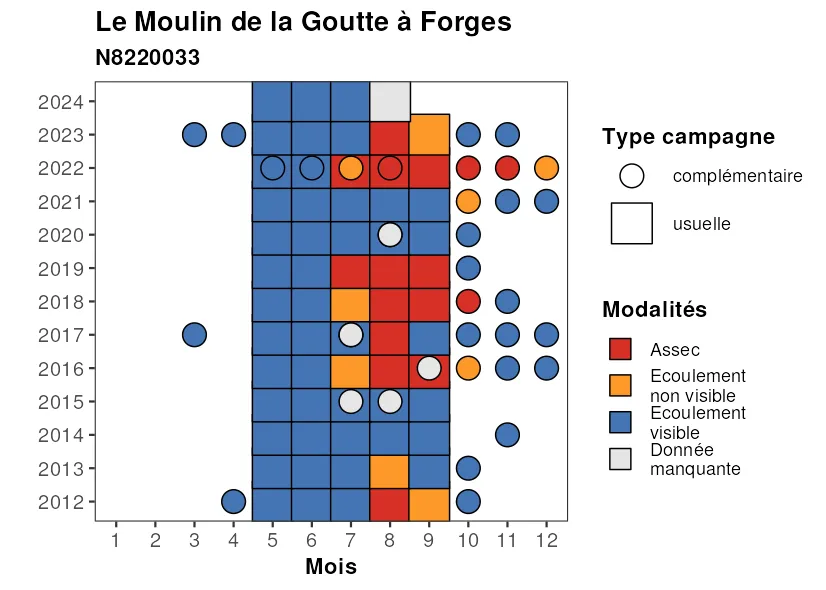 Le Moulin de la Goutte à Forges
N8220033
2024
2023
2022
2021
2020
2019
2018
2017
2016
2015
2014
2013
2012
1 2 3 4 5 6 7 8 9 10 11 12
Mois
Type campagne
complémentaire
usuelle
Modalités
Assec
Ecoulement
non visible
Ecoulement
visible
Donnée
manquante